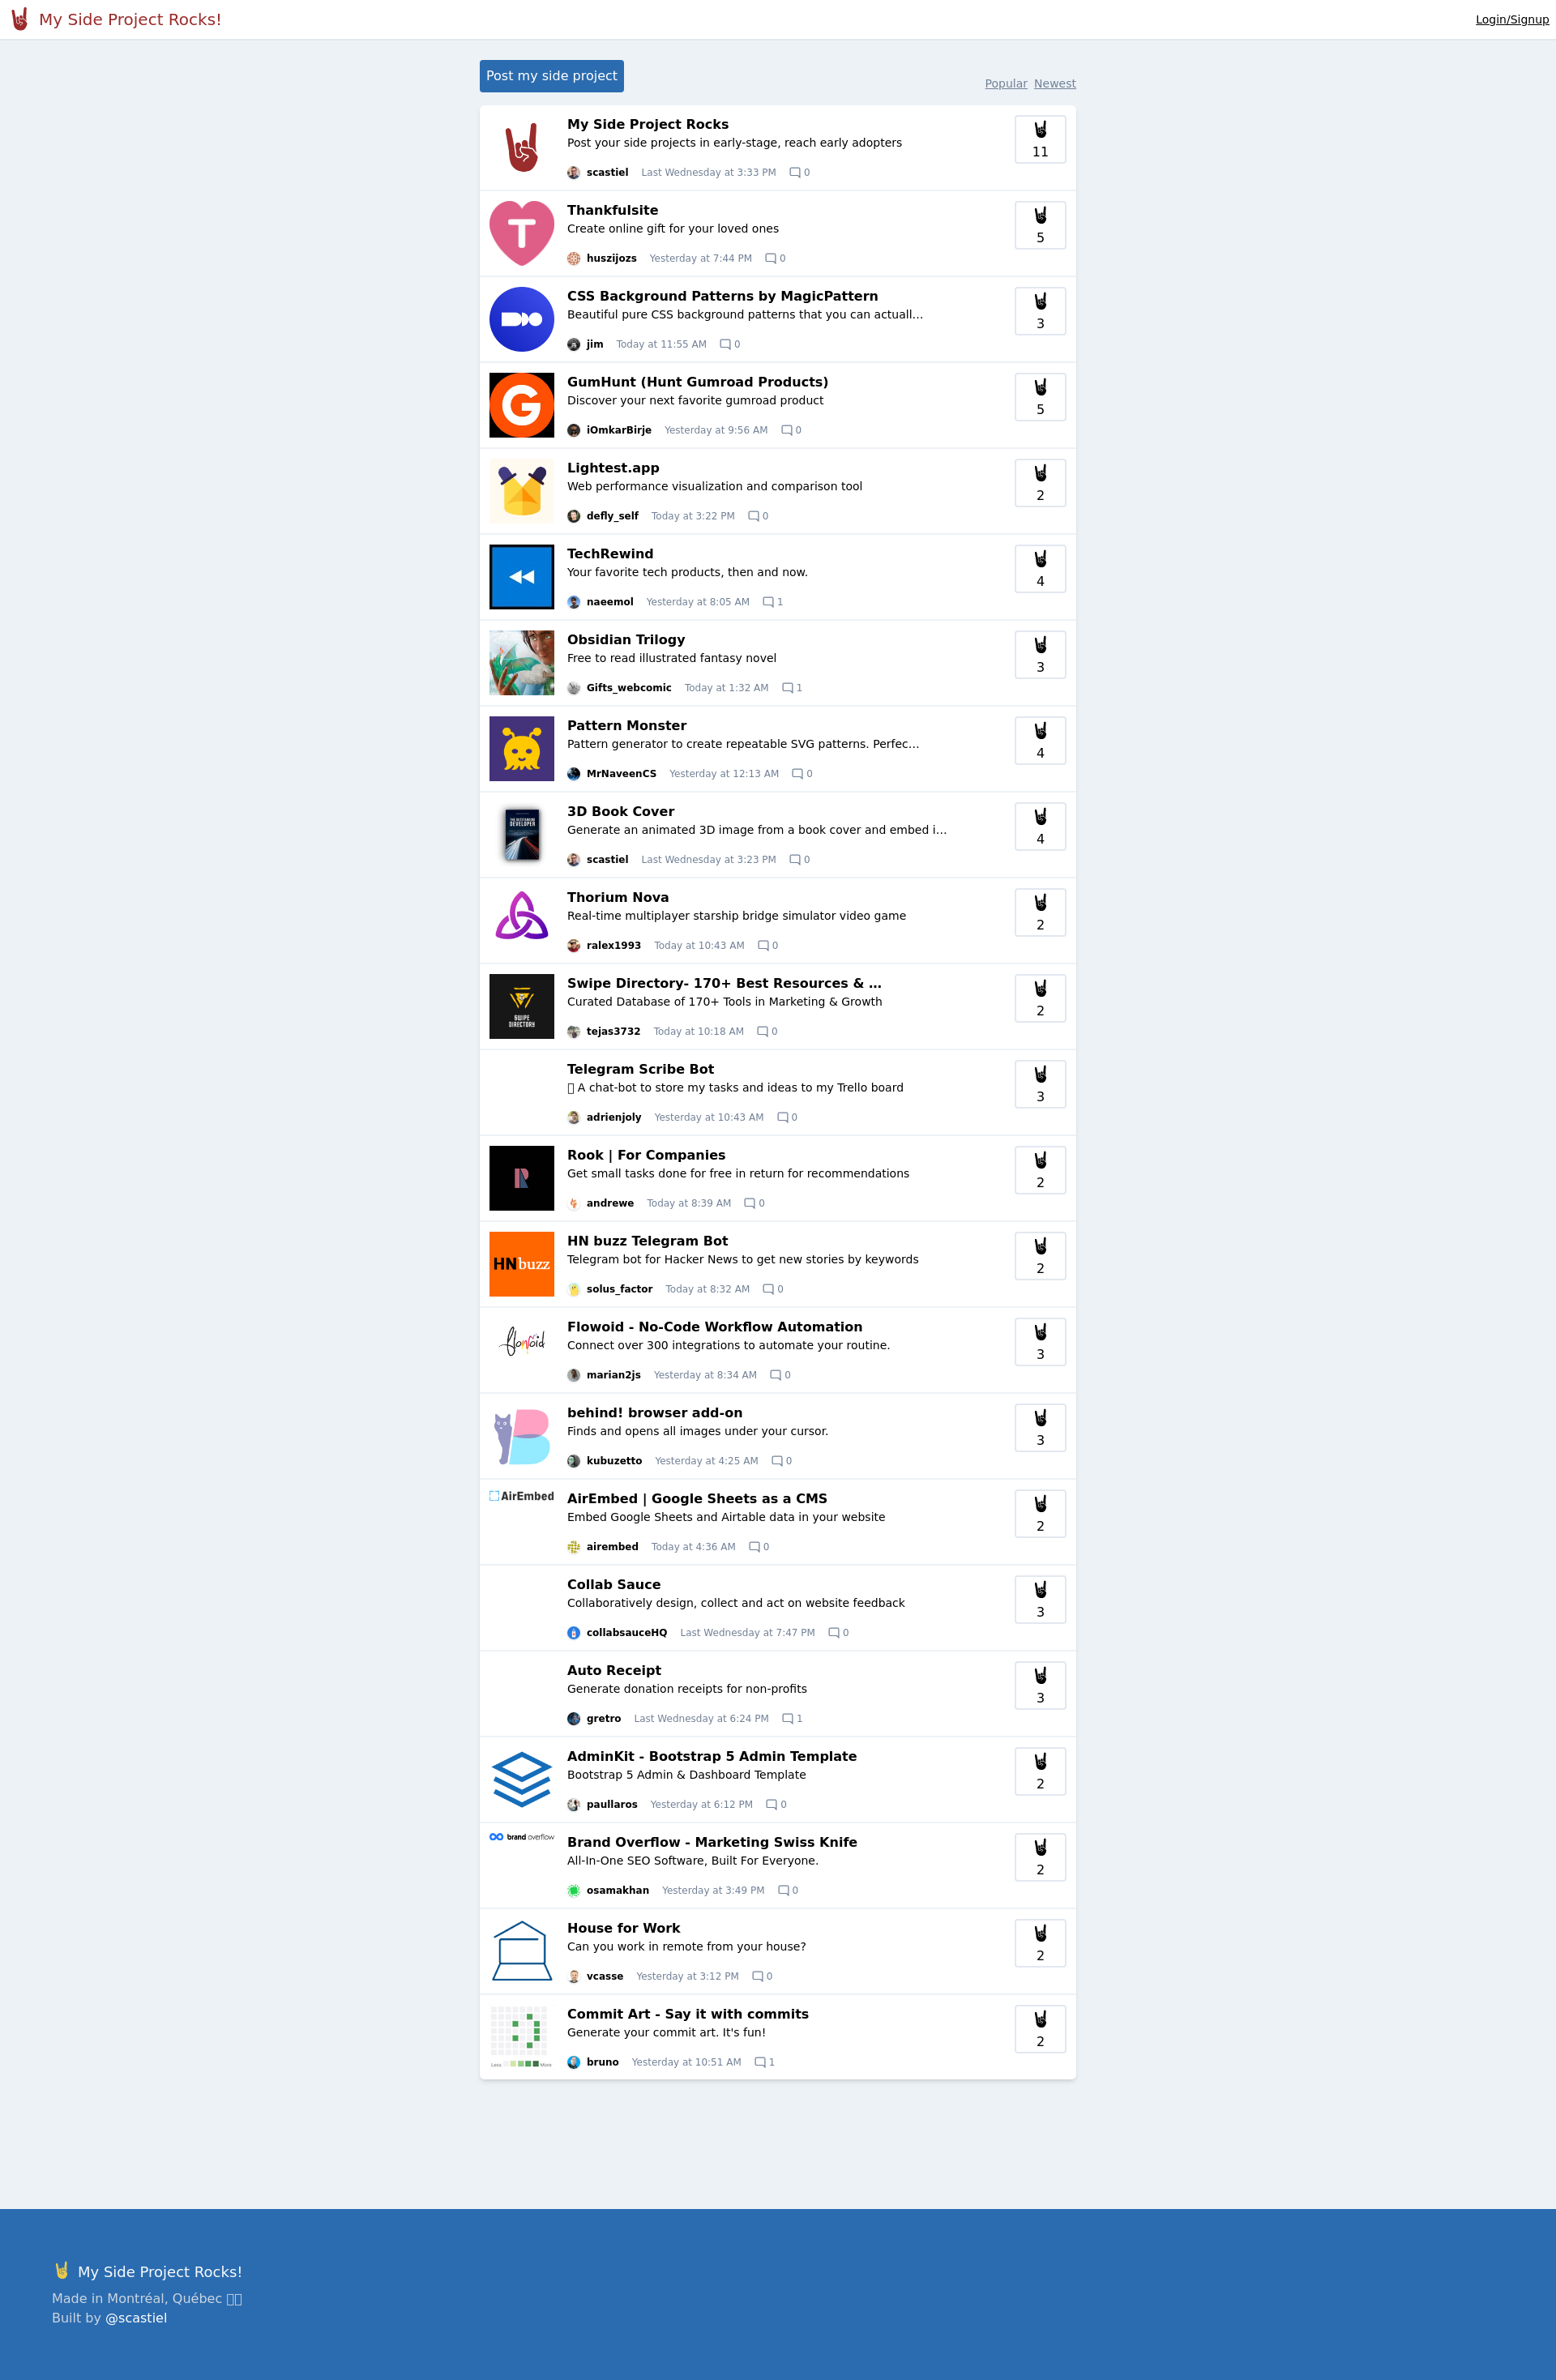 My Side Project Rocks!
Login/Signup
Post my side project
Popular Newest
My Side Project Rocks
Post your side projects in early-stage, reach early adopters
scastiel Last Wednesday at 3:33 PM 0
11
T
Thankfulsite
Create online gift for your loved ones
huszijozs Yesterday at 7:44 PM 0
5
CSS Background Patterns by MagicPattern
Beautiful pure CSS background patterns that you can actuall…
jim Today at 11:55 AM 0
3
G
GumHunt (Hunt Gumroad Products)
Discover your next favorite gumroad product
iOmkarBirje Yesterday at 9:56 AM 0
5
Lightest.app
Web performance visualization and comparison tool
defly_self Today at 3:22 PM 0
2
TechRewind
Your favorite tech products, then and now.
naeemol Yesterday at 8:05 AM 1
4
Obsidian Trilogy
Free to read illustrated fantasy novel
Gifts_webcomic Today at 1:32 AM 1
3
Pattern Monster
Pattern generator to create repeatable SVG patterns. Perfec…
MrNaveenCS Yesterday at 12:13 AM 0
4
DEVELOPER
3D Book Cover
Generate an animated 3D image from a book cover and embed i…
scastiel Last Wednesday at 3:23 PM 0
4
Thorium Nova
Real-time multiplayer starship bridge simulator video game
ralex1993 Today at 10:43 AM 0
2
SWIPE
DIRECTORY
Swipe Directory- 170+ Best Resources & …
Curated Database of 170+ Tools in Marketing & Growth
tejas3732 Today at 10:18 AM 0
2
Telegram Scribe Bot
A chat-bot to store my tasks and ideas to my Trello board
adrienjoly Yesterday at 10:43 AM 0
3
R
Rook | For Companies
Get small tasks done for free in return for recommendations
andrewe Today at 8:39 AM 0
2
HNbuzz
HN buzz Telegram Bot
Telegram bot for Hacker News to get new stories by keywords
solus_factor Today at 8:32 AM 0
2
flowoid
Flowoid - No-Code Workflow Automation
Connect over 300 integrations to automate your routine.
marian2js Yesterday at 8:34 AM 0
3
B
behind! browser add-on
Finds and opens all images under your cursor.
kubuzetto Yesterday at 4:25 AM 0
3
AirEmbed
AirEmbed | Google Sheets as a CMS
Embed Google Sheets and Airtable data in your website
airembed Today at 4:36 AM 0
2
Collab Sauce
Collaboratively design, collect and act on website feedback
collabsauceHQ Last Wednesday at 7:47 PM 0
3
Auto Receipt
Generate donation receipts for non-profits
gretro Last Wednesday at 6:24 PM 1
3
AdminKit - Bootstrap 5 Admin Template
Bootstrap 5 Admin & Dashboard Template
paullaros Yesterday at 6:12 PM 0
2
brand overflow
Brand Overflow - Marketing Swiss Knife
All-In-One SEO Software, Built For Everyone.
osamakhan Yesterday at 3:49 PM 0
2
House for Work
Can you work in remote from your house?
vcasse Yesterday at 3:12 PM 0
2
Less More
Commit Art - Say it with commits
Generate your commit art. It's fun!
bruno Yesterday at 10:51 AM 1
2
My Side Project Rocks!
Made in Montréal, Québec
Built by @scastiel